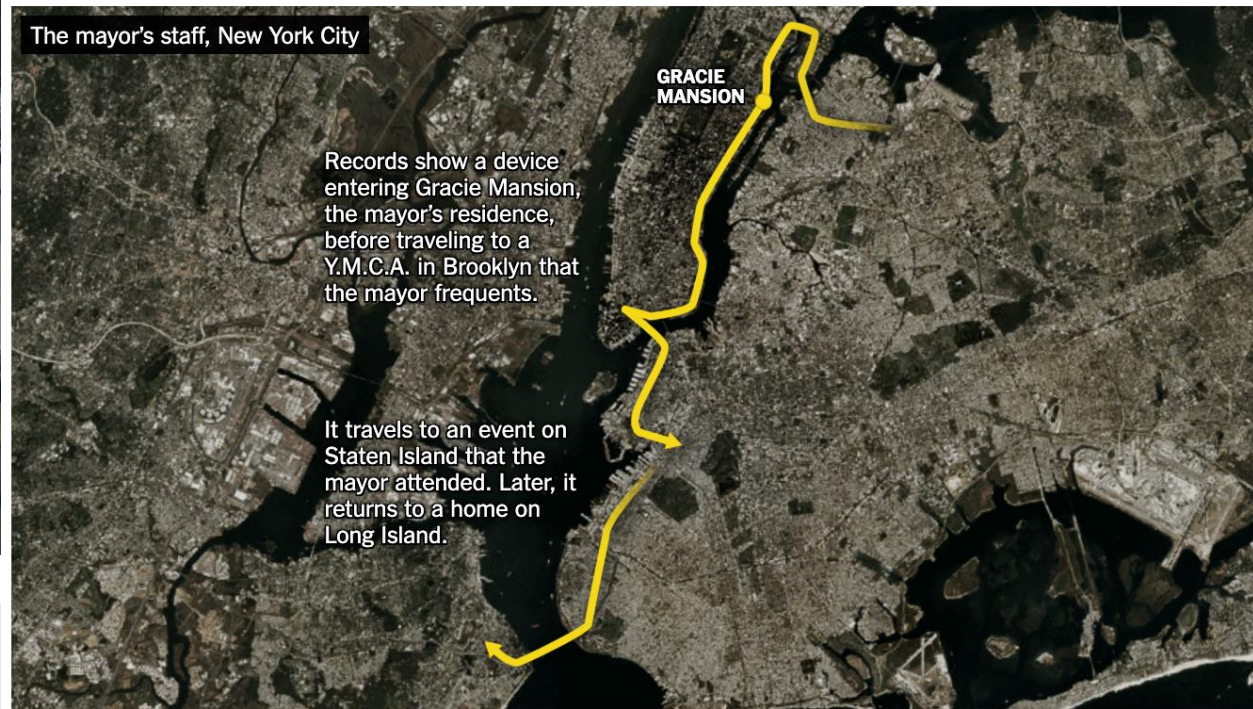 The mayor's staff, New York City
GRACIE
MANSION
Records show a device
entering Gracie Mansion,
the mayor's residence,
before traveling to a
Y.M.C.A. in Brooklyn that
the mayor frequents.
It travels to an event on
Staten Island that the
mayor attended. Later, it
returns to a home on
Long Island.